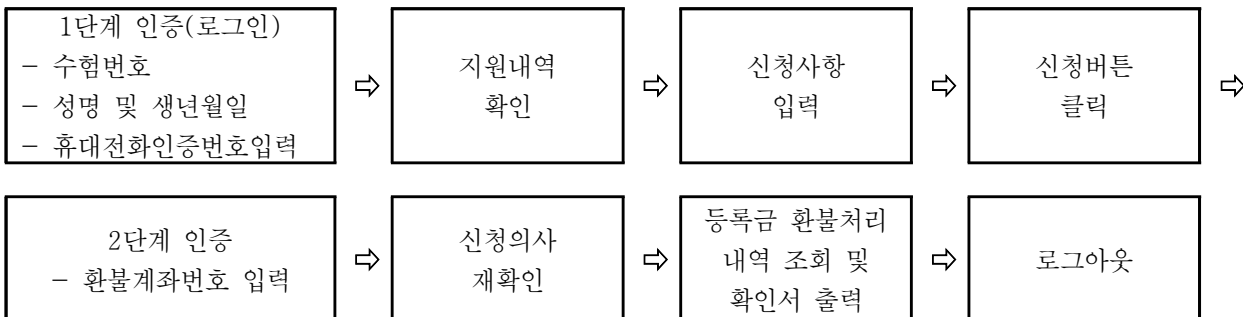 1단계 인증(로그인)
- 수험번호
- 성명 및 생년월일
- 휴대전화인증번호입력
⇨
지원내역
확인
⇨
신청사항
입력
⇨
신청버튼
클릭
⇨
2단계 인증
- 환불계좌번호 입력
⇨
신청의사
재확인
⇨
등록금 환불처리
내역 조회 및
확인서 출력
⇨
로그아웃